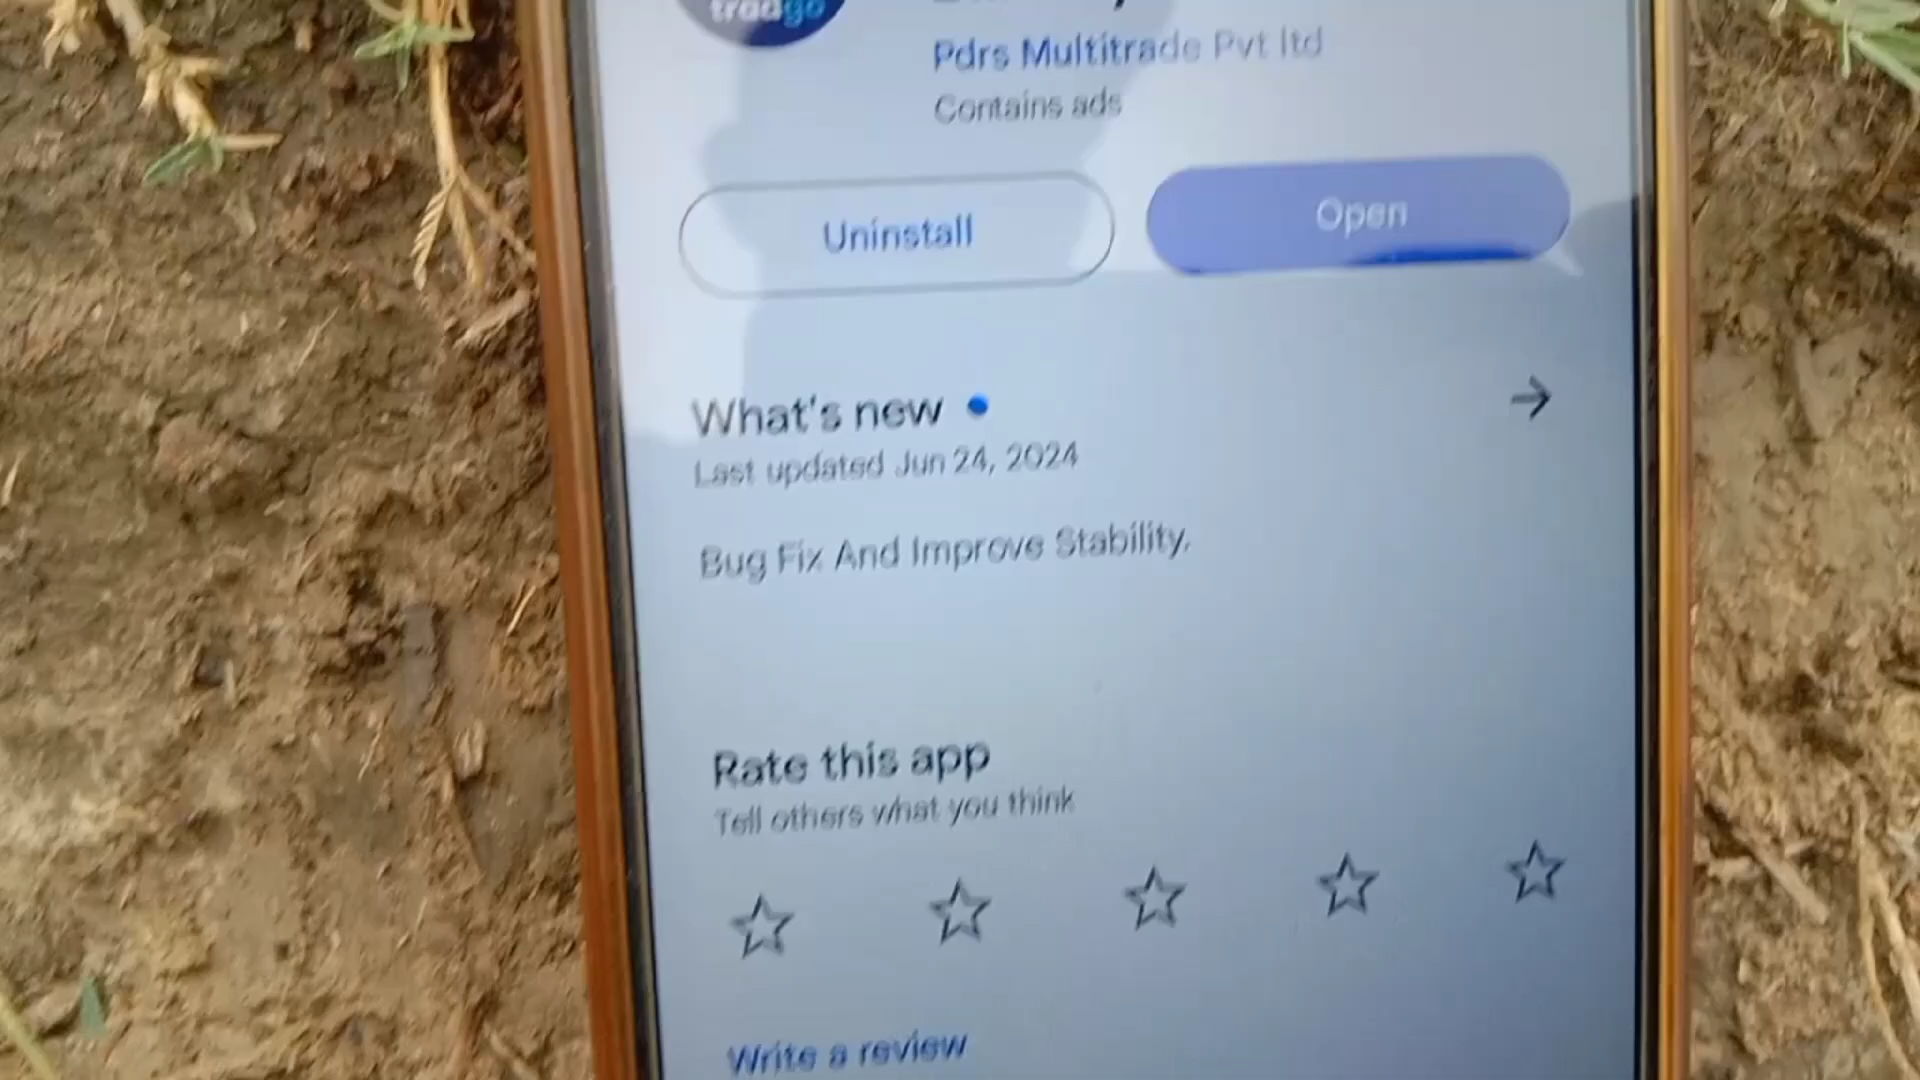 tradgo
Pdrs Multitrade Pvt ltd
Contains ads
Uninstall
Open
What's new
Last updated Jun 24, 2024
Bug Fix And Improve Stability.
Rate this app
Tell others what you think
Write a review